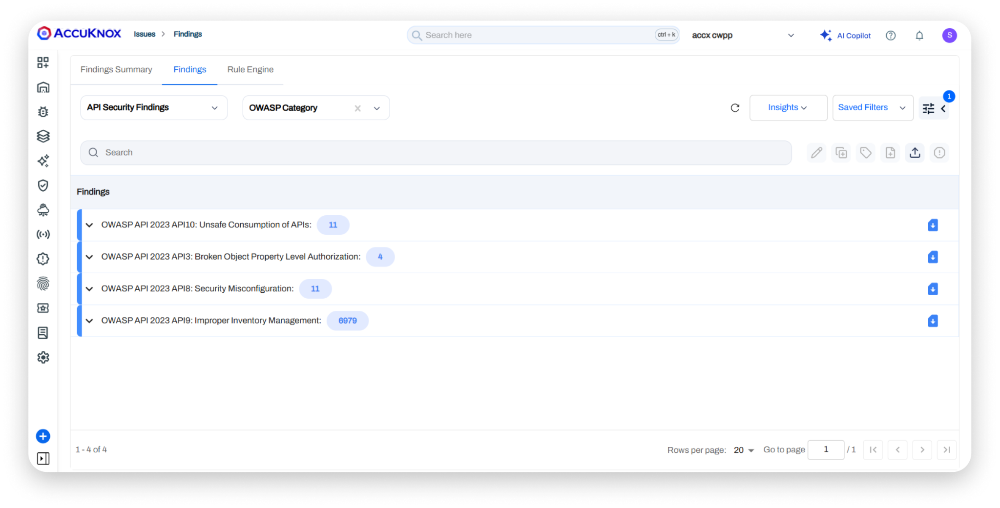 ACCUKNOX
Issues > Findings
Search here
ctrl + k
accx cwpp
AI Copilot
S
Findings Summary
Findings
Rule Engine
API Security Findings
OWASP Category
Insights
Saved Filters
1
Search
Findings
OWASP API 2023 API10: Unsafe Consumption of APIs: 11
OWASP API 2023 API3: Broken Object Property Level Authorization: 4
OWASP API 2023 API8: Security Misconfiguration: 11
OWASP API 2023 API9: Improper Inventory Management: 6979
1 - 4 of 4
Rows per page: 20
Go to page 1 / 1